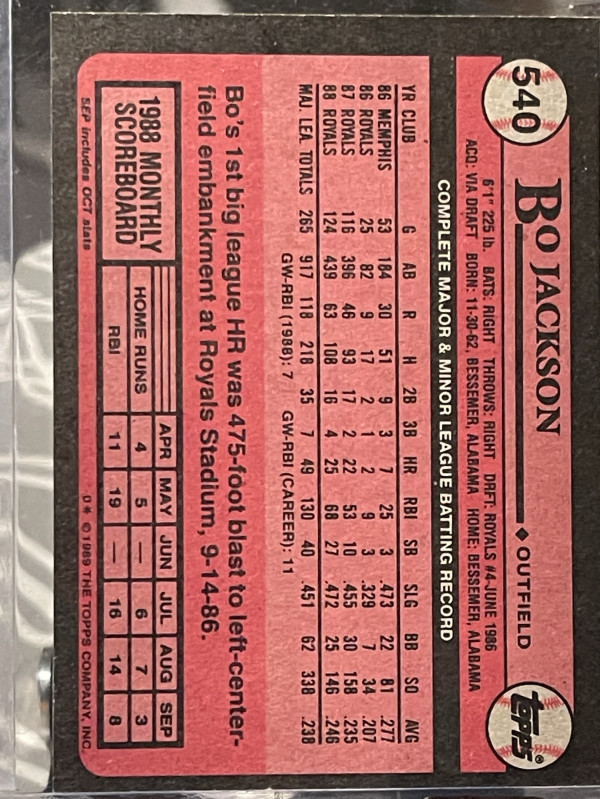 540
BO JACKSON
◆ OUTFIELD
TOPPS
6'1" 225 lb. BATS: RIGHT THROWS: RIGHT DRFT: ROYALS #4-JUNE 1986
ACQ: VIA DRAFT BORN: 11-30-62, BESSEMER, ALABAMA HOME: BESSEMER, ALABAMA
COMPLETE MAJOR & MINOR LEAGUE BATTING RECORD
YR CLUB G AB R H 2B 3B HR RBI SB SLG BB SO AVG
86 MEMPHIS 53 184 30 51 9 3 7 25 3 .473 22 81 .277
86 ROYALS 25 82 9 17 2 1 2 9 3 .329 7 34 .207
87 ROYALS 116 396 46 93 17 2 22 53 10 .455 30 158 .235
88 ROYALS 124 439 63 108 16 4 25 68 27 .472 25 146 .246
MAJ LEA TOTALS 265 917 118 218 35 7 49 130 40 .451 62 338 .238
GW-RBI (1988): 7 GW-RBI (CAREER): 11
Bo's 1st big league HR was 475-foot blast to left-center-
field embankment at Royals Stadium, 9-14-86.
1988 MONTHLY
SCOREBOARD
APR MAY JUN JUL AUG SEP
HOME RUNS 4 5 — 6 7 3
RBI 11 19 — 16 14 8
SEP includes OCT stats
D* ©1989 THE TOPPS COMPANY, INC.